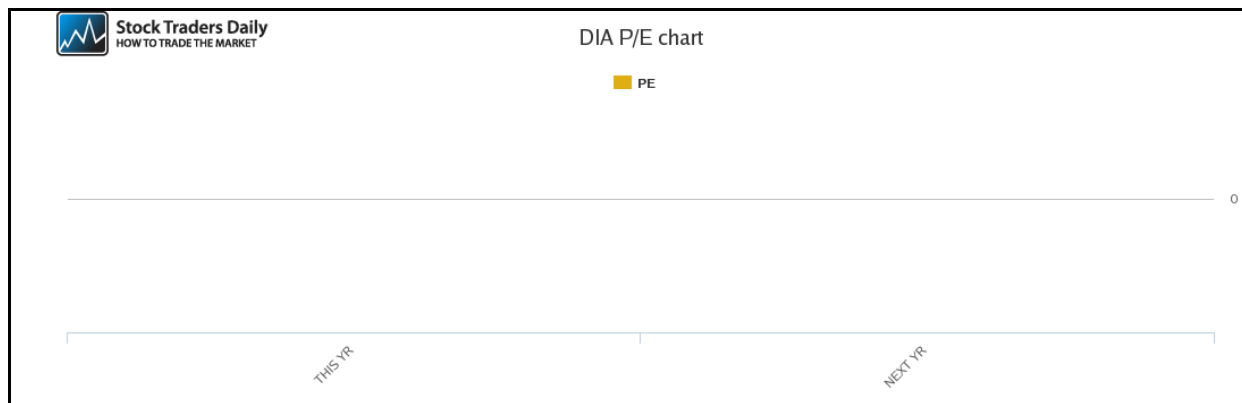 Stock Traders Daily
HOW TO TRADE THE MARKET
DIA P/E chart
PE
0
THIS YR
NEXT YR